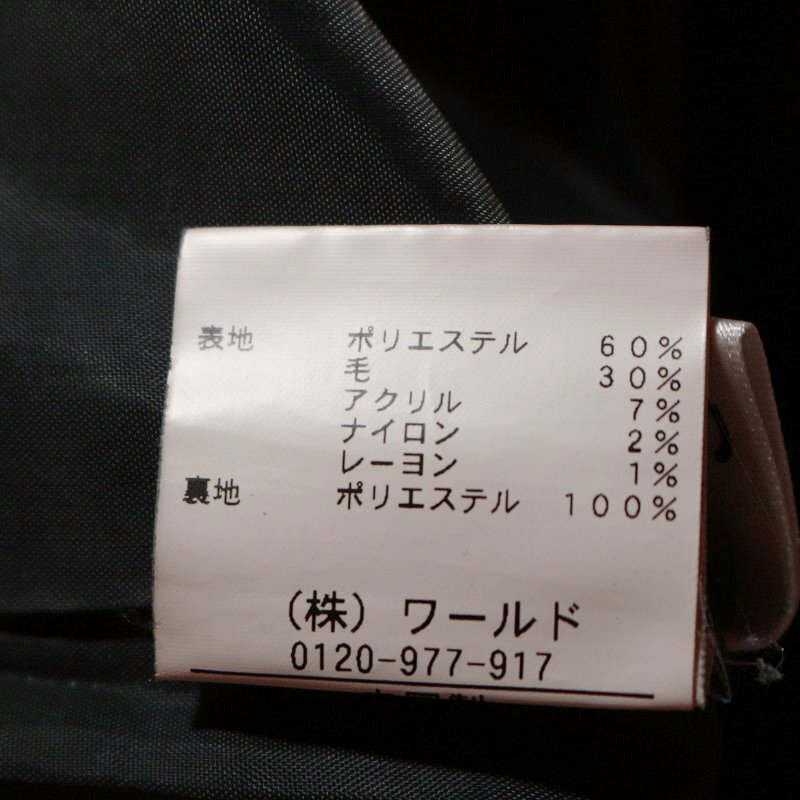 表地 ポリエステル 60%
毛 30%
アクリル 7%
ナイロン 2%
レーヨン 1%
裏地 ポリエステル 100%
(株) ワールド
0120-977-917